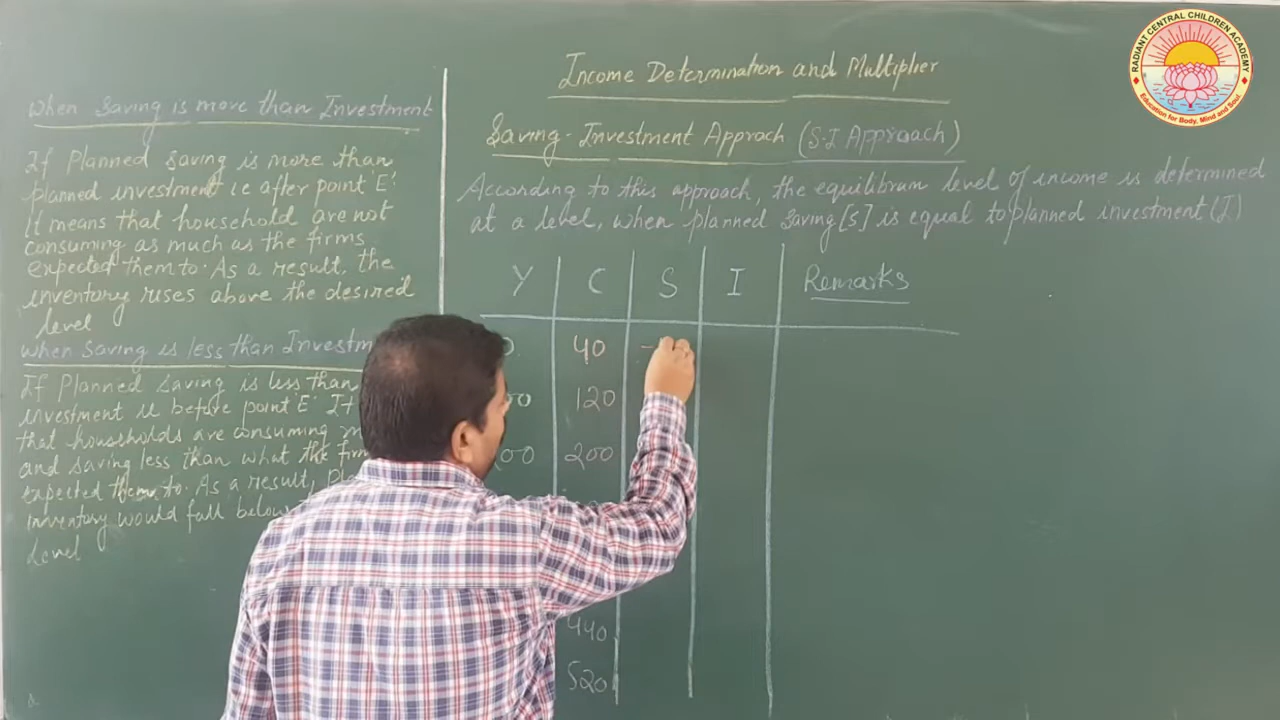 RADIANT CENTRAL CHILDREN ACADEMY
Education for Body, Mind and Soul
Income Determination and Multiplier
Saving-Investment Approch (S-I Approach)
According to this approach, the equilibrum level of income is determined
at a level, when planned saving [s] is equal to planned investment (I)
When Saving is more than Investment
If Planned saving is more than
planned investment i.e after point 'E'.
It means that household are not
consuming as much as the firms
expected them to. As a result, the
inventory rises above the desired
level
When Saving is less than Investm
If Planned saving is less than
investment ie before point 'E' It
that households are consuming
and saving less than what the
expected them to. As a result,
inventory would fall below
Level
Y C S I Remarks
40
120
200
440
520